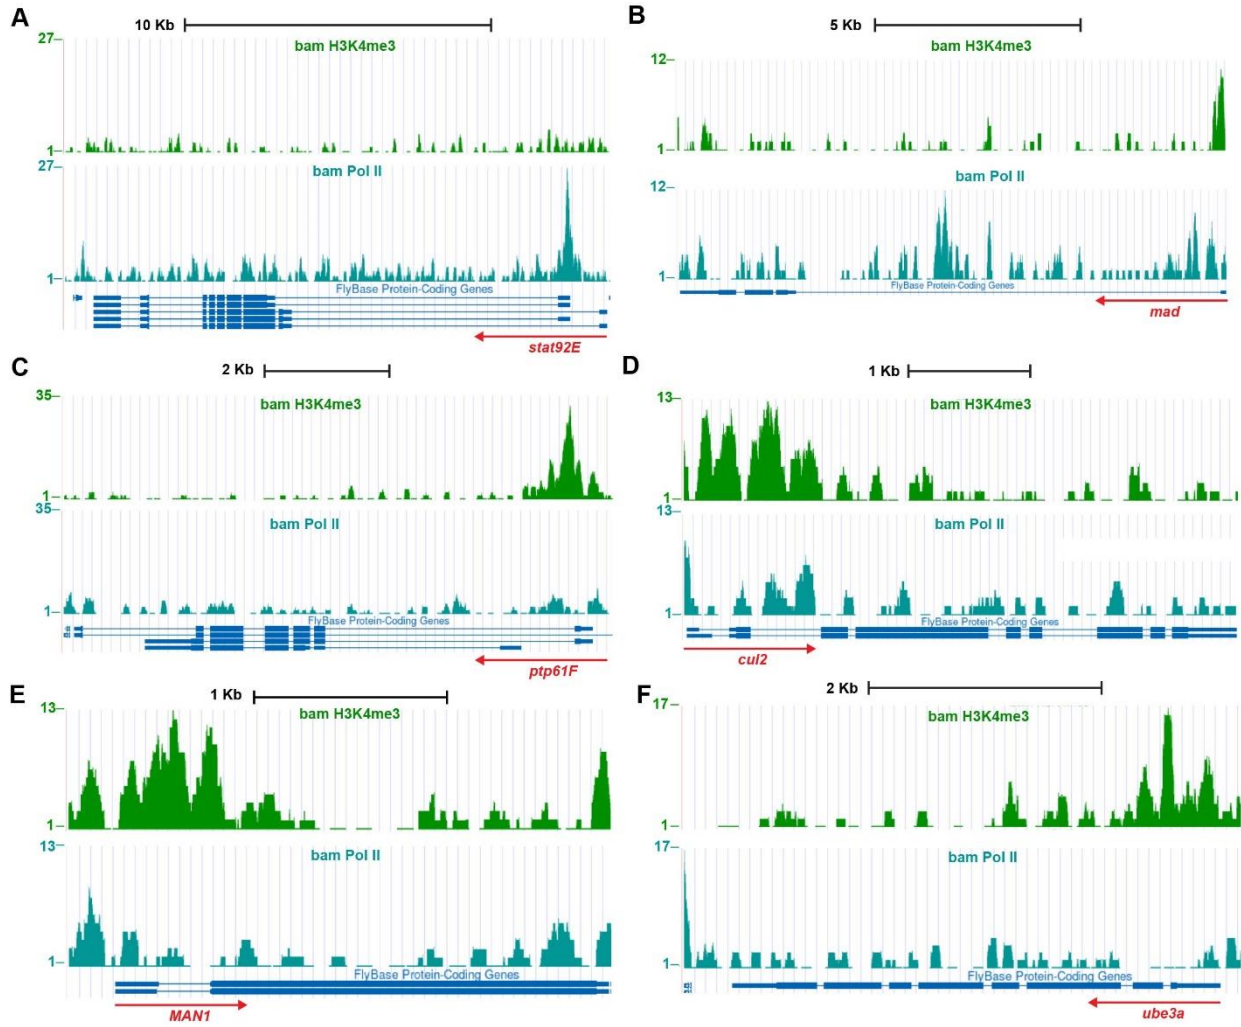 A
10 Kb
27
bam H3K4me3
1
27
bam Pol II
1
FlyBase Protein-Coding Genes
stat92E
B
5 Kb
bam H3K4me3
12
1
bam Pol II
12
1
FlyBase Protein-Coding Genes
mad
C
2 Kb
35
bam H3K4me3
1
35
bam Pol II
1
FlyBase Protein-Coding Genes
ptp61F
D
1 Kb
13
bam H3K4me3
1
13
bam Pol II
1
FlyBase Protein-Coding Genes
cul2
E
1 Kb
13
bam H3K4me3
1
13
bam Pol II
1
FlyBase Protein-Coding Genes
MAN1
F
2 Kb
17
bam H3K4me3
1
17
bam Pol II
1
FlyBase Protein-Coding Genes
ube3a